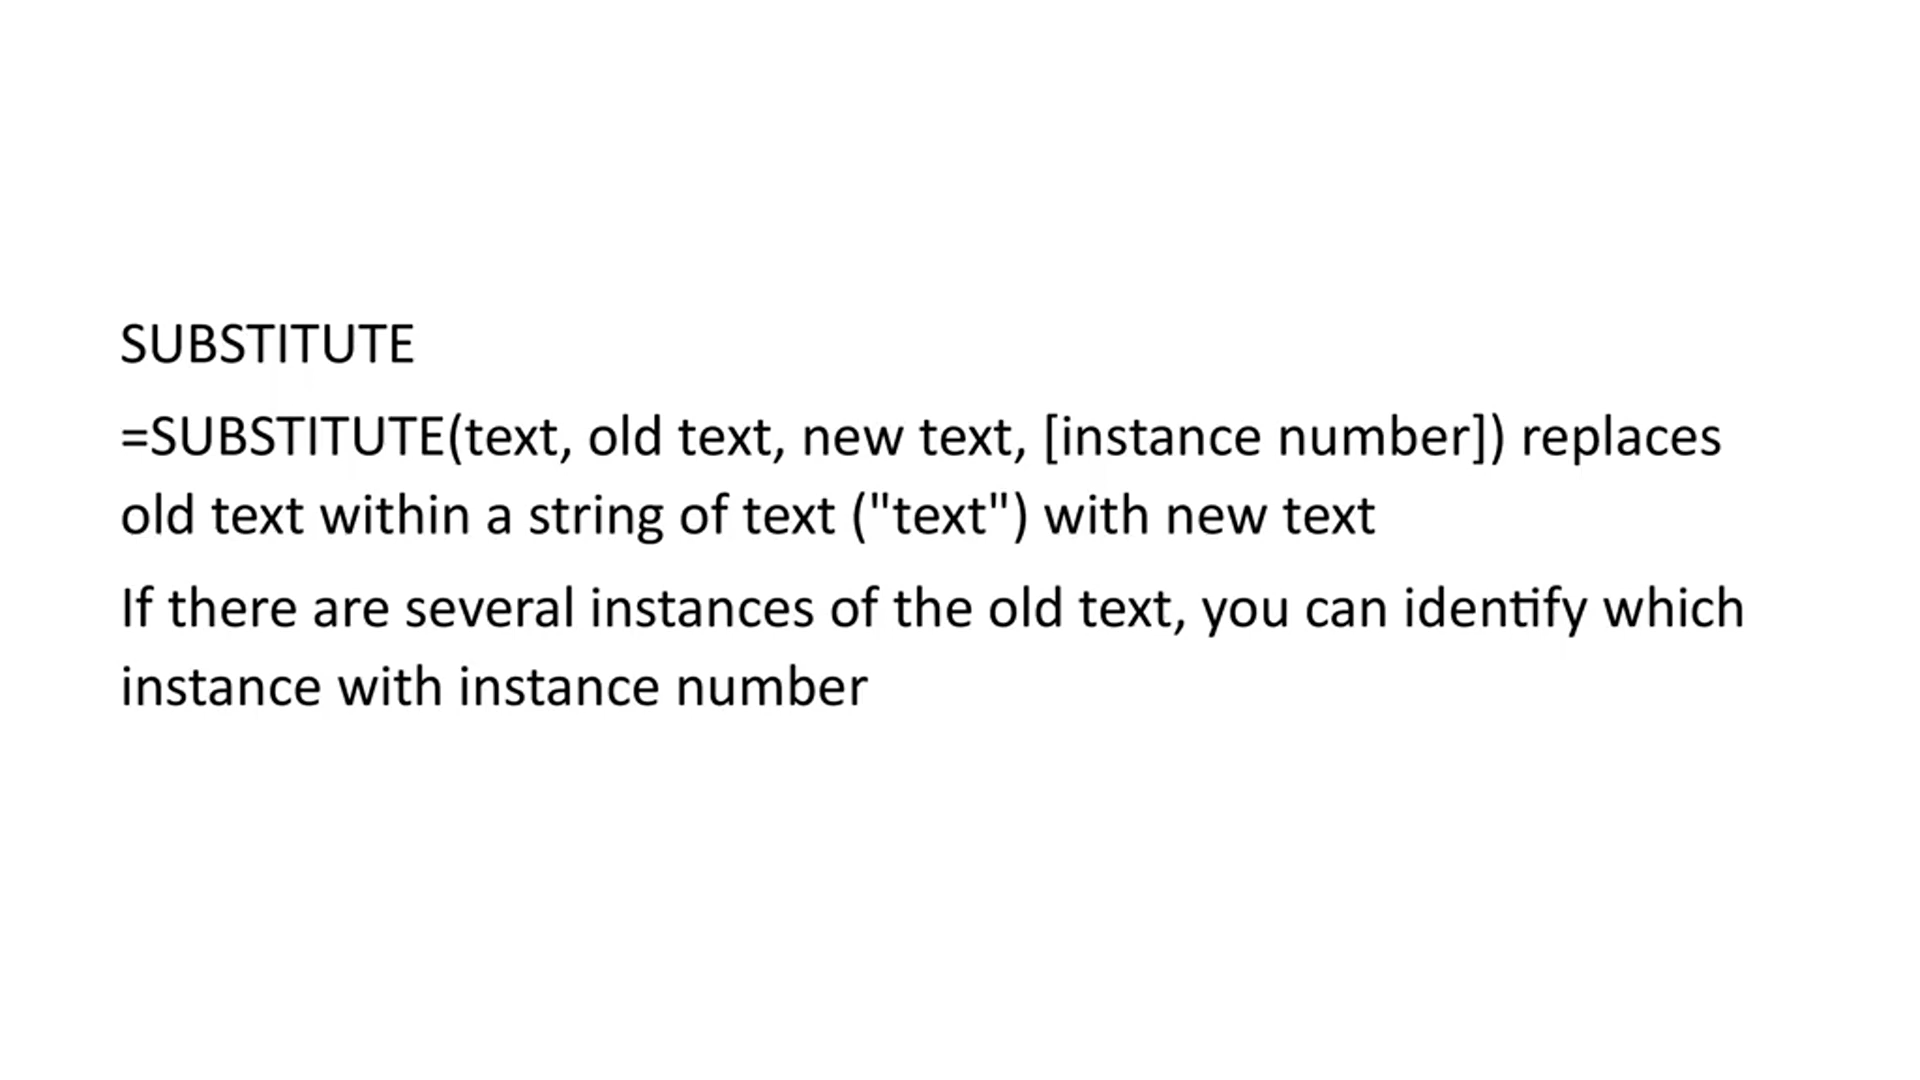 SUBSTITUTE
=SUBSTITUTE(text, old text, new text, [instance number]) replaces
old text within a string of text ("text") with new text
If there are several instances of the old text, you can identify which
instance with instance number